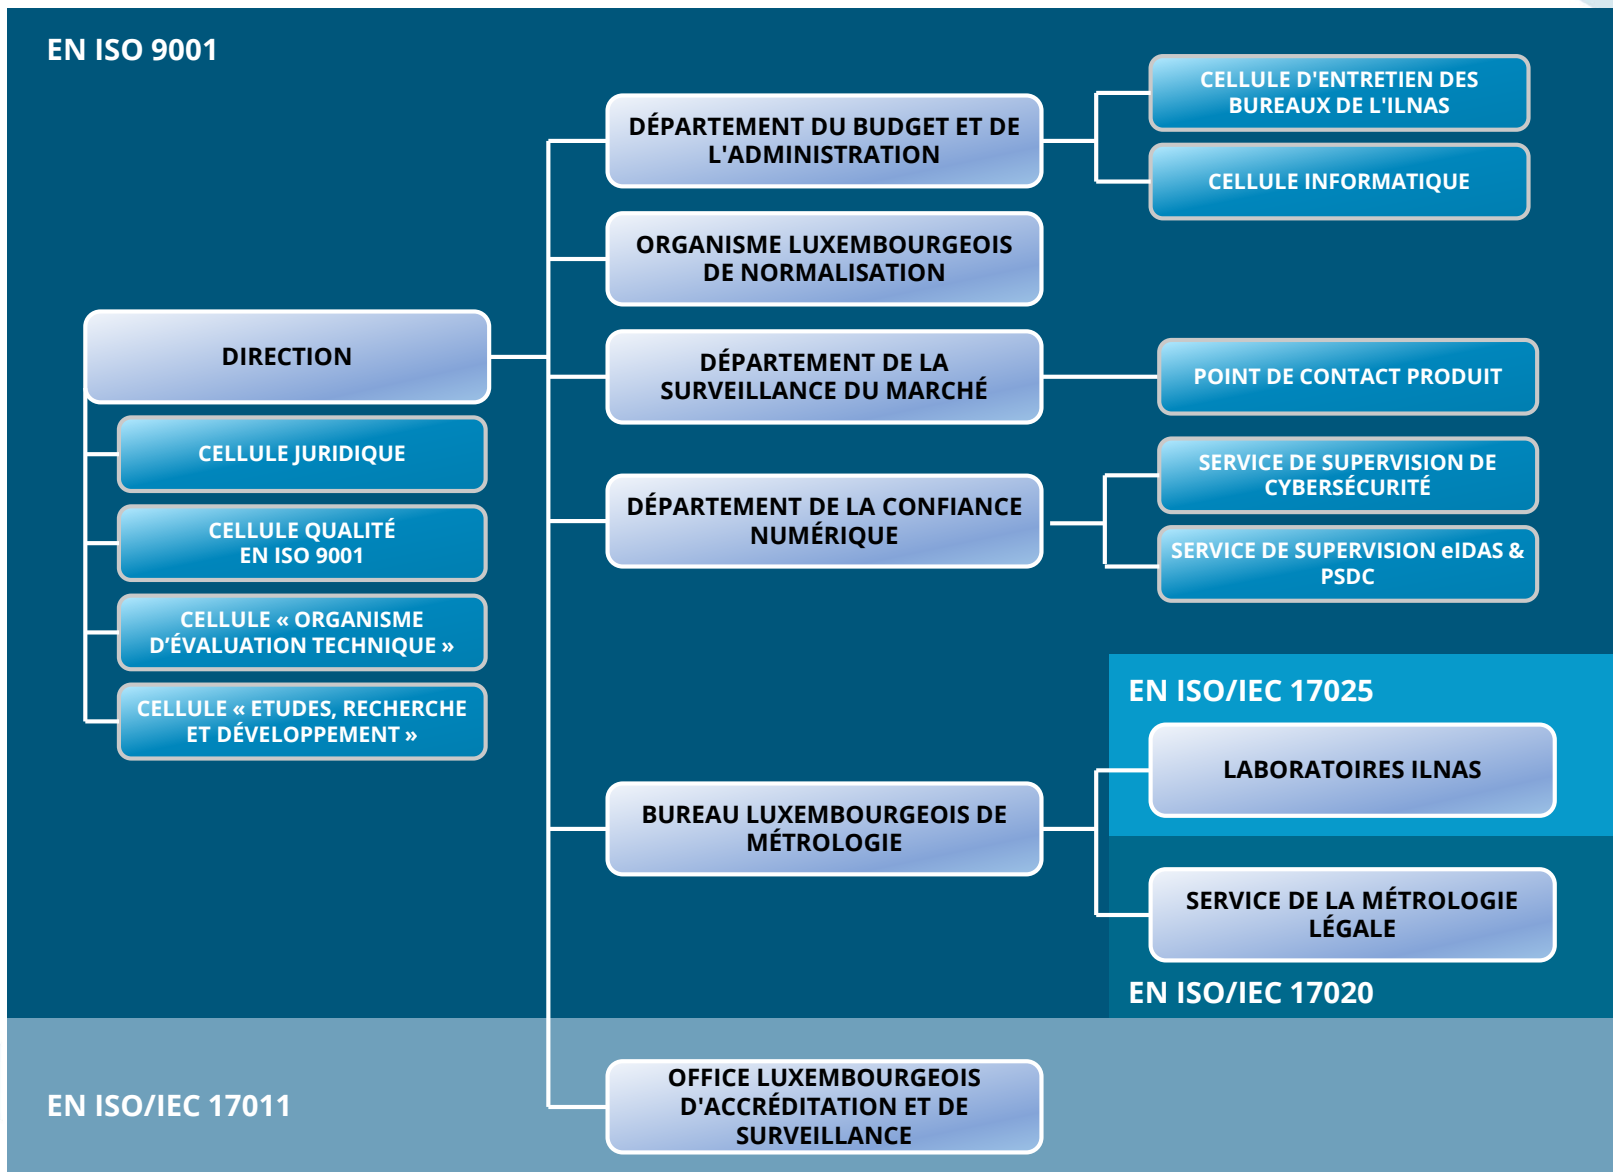 EN ISO 9001
DIRECTION
CELLULE JURIDIQUE
CELLULE QUALITÉ
EN ISO 9001
CELLULE « ORGANISME
D’ÉVALUATION TECHNIQUE »
CELLULE « ETUDES, RECHERCHE
ET DÉVELOPPEMENT »
DÉPARTEMENT DU BUDGET ET DE
L'ADMINISTRATION
CELLULE D'ENTRETIEN DES
BUREAUX DE L'ILNAS
CELLULE INFORMATIQUE
ORGANISME LUXEMBOURGEOIS
DE NORMALISATION
DÉPARTEMENT DE LA
SURVEILLANCE DU MARCHÉ
POINT DE CONTACT PRODUIT
DÉPARTEMENT DE LA CONFIANCE
NUMÉRIQUE
SERVICE DE SUPERVISION DE
CYBERSÉCURITÉ
SERVICE DE SUPERVISION eIDAS &
PSDC
BUREAU LUXEMBOURGEOIS DE
MÉTROLOGIE
EN ISO/IEC 17025
LABORATOIRES ILNAS
SERVICE DE LA MÉTROLOGIE
LÉGALE
EN ISO/IEC 17020
EN ISO/IEC 17011
OFFICE LUXEMBOURGEOIS
D'ACCRÉDITATION ET DE
SURVEILLANCE